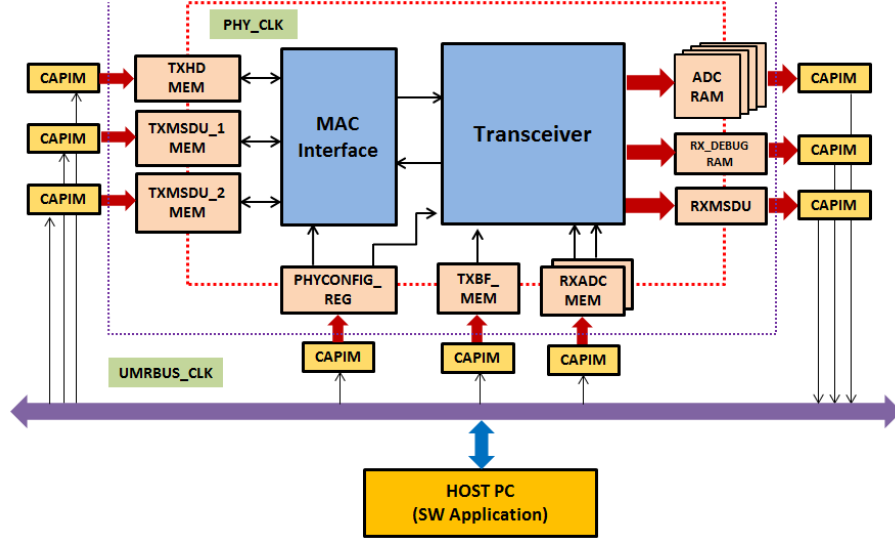 PHY_CLK
CAPIM
TXHD
MEM
MAC
Interface
Transceiver
ADC
RAM
CAPIM
CAPIM
TXMSDU_1
MEM
RX_DEBUG
RAM
CAPIM
CAPIM
TXMSDU_2
MEM
RXMSDU
CAPIM
PHYCONFIG_
REG
TXBF_
MEM
RXADC
MEM
CAPIM
CAPIM
CAPIM
UMRBUS_CLK
HOST PC
(SW Application)